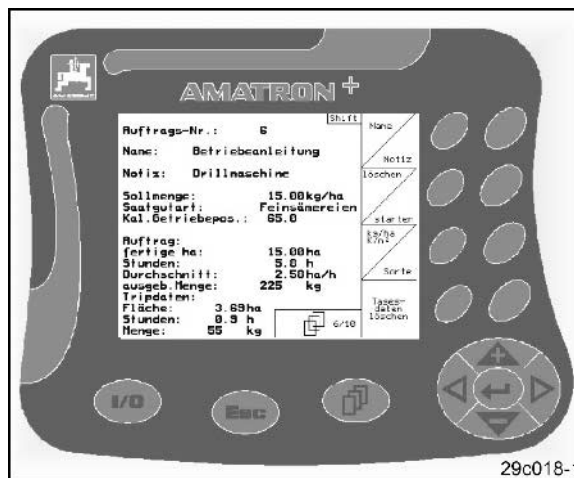 AMATRON+
Shift
Auftrags-Nr.: 6
Name: Betriebeanleitung
Notiz: Drillmaschine
Sollmenge: 15.00kg/ha
Saatgutart: Feinsämereien
Kal.Getriebepos.: 65.0
Auftrag:
fertige ha: 15.00ha
Stunden: 5.0 h
Durchschnitt: 2.50ha/h
ausgeb.Menge: 225 kg
Tripdaten:
Fläche: 3.69ha
Stunden: 0.9 h
Menge: 55 kg
6/10
Name
Notiz
löschen
starten
kg/ha
K/m²
Sorte
Tages-
daten
löschen
I/O
Esc
29c018-1